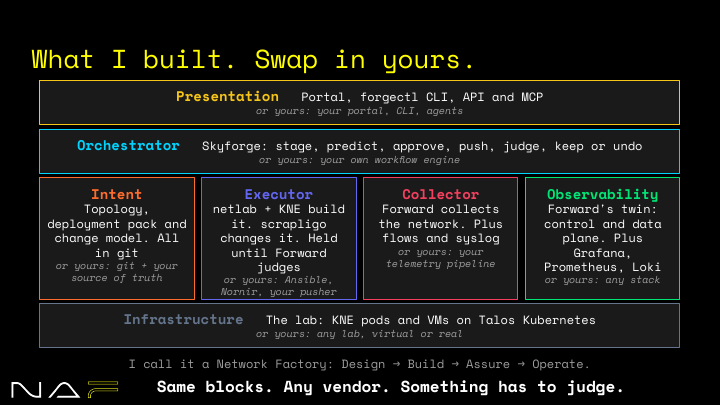 What I built. Swap in yours.
Presentation Portal, forgectl CLI, API and MCP
or yours: your portal, CLI, agents
Orchestrator Skyforge: stage, predict, approve, push, judge, keep or undo
or yours: your own workflow engine
Intent
Topology,
deployment pack and
change model. All
in git
or yours: git + your
source of truth
Executor
netlab + KNE build
it. scrapligo
changes it. Held
until Forward
judges
or yours: Ansible,
Nornir, your pusher
Collector
Forward collects
the network. Plus
flows and syslog
or yours: your
telemetry pipeline
Observability
Forward's twin:
control and data
plane. Plus
Grafana,
Prometheus, Loki
or yours: any stack
Infrastructure The lab: KNE pods and VMs on Talos Kubernetes
or yours: any lab, virtual or real
I call it a Network Factory: Design → Build → Assure → Operate.
NAF
Same blocks. Any vendor. Something has to judge.